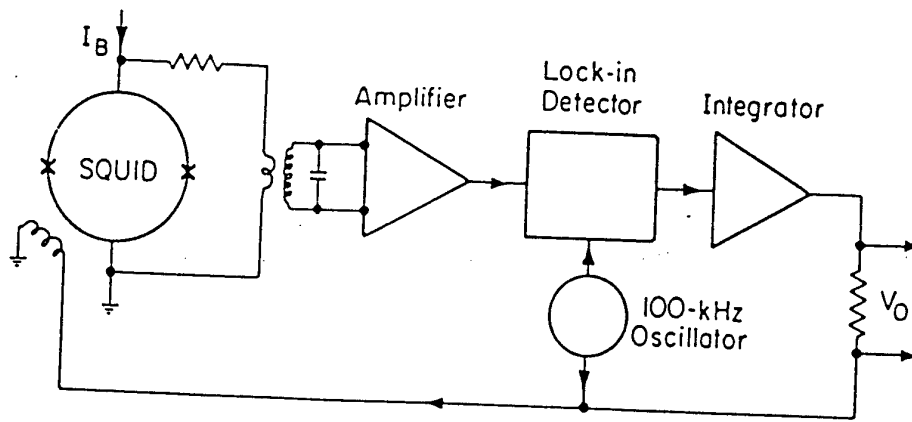 I_B
SQUID
Amplifier
Lock-in
Detector
Integrator
100-kHz
Oscillator
V_O